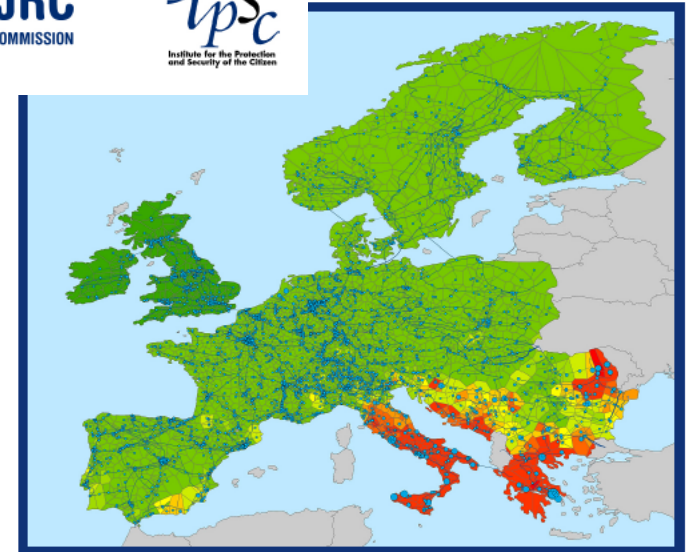 JRC
COMMISSION
IpSc
Institute for the Protection
and Security of the Citizen